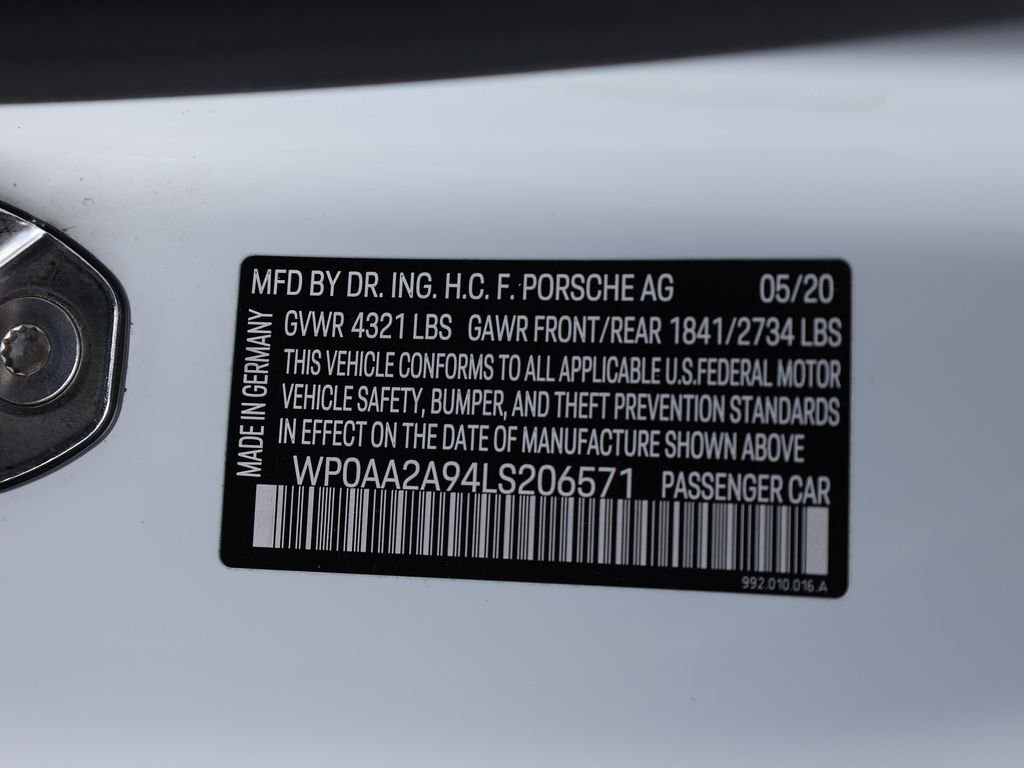 MFD BY DR. ING. H.C. F. PORSCHE AG 05/20
GVWR 4321 LBS GAWR FRONT/REAR 1841/2734 LBS
THIS VEHICLE CONFORMS TO ALL APPLICABLE U.S.FEDERAL MOTOR
VEHICLE SAFETY, BUMPER, AND THEFT PREVENTION STANDARDS
IN EFFECT ON THE DATE OF MANUFACTURE SHOWN ABOVE
MADE IN GERMANY
WP0AA2A94LS206571 PASSENGER CAR
992.010.016.A